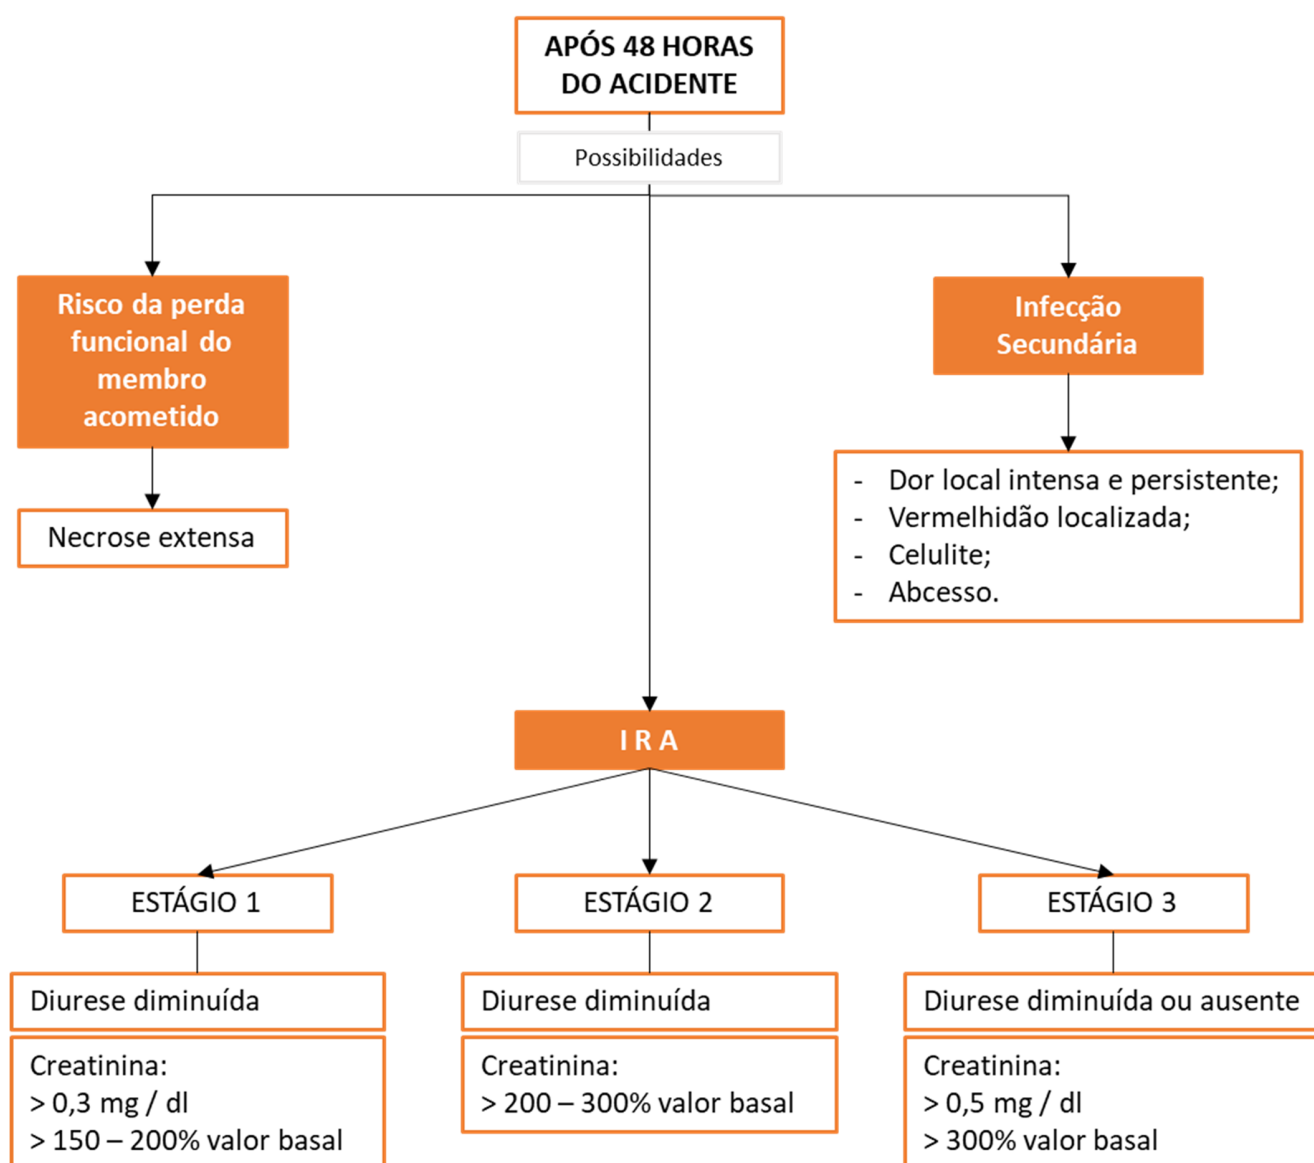 APÓS 48 HORAS
DO ACIDENTE
Possibilidades
Risco da perda
funcional do
membro
acometido
Necrose extensa
Infecção
Secundária
- Dor local intensa e persistente;
- Vermelhidão localizada;
- Celulite;
- Abcesso.
I R A
ESTÁGIO 1
Diurese diminuída
Creatinina:
> 0,3 mg / dl
> 150 – 200% valor basal
ESTÁGIO 2
Diurese diminuída
Creatinina:
> 200 – 300% valor basal
ESTÁGIO 3
Diurese diminuída ou ausente
Creatinina:
> 0,5 mg / dl
> 300% valor basal